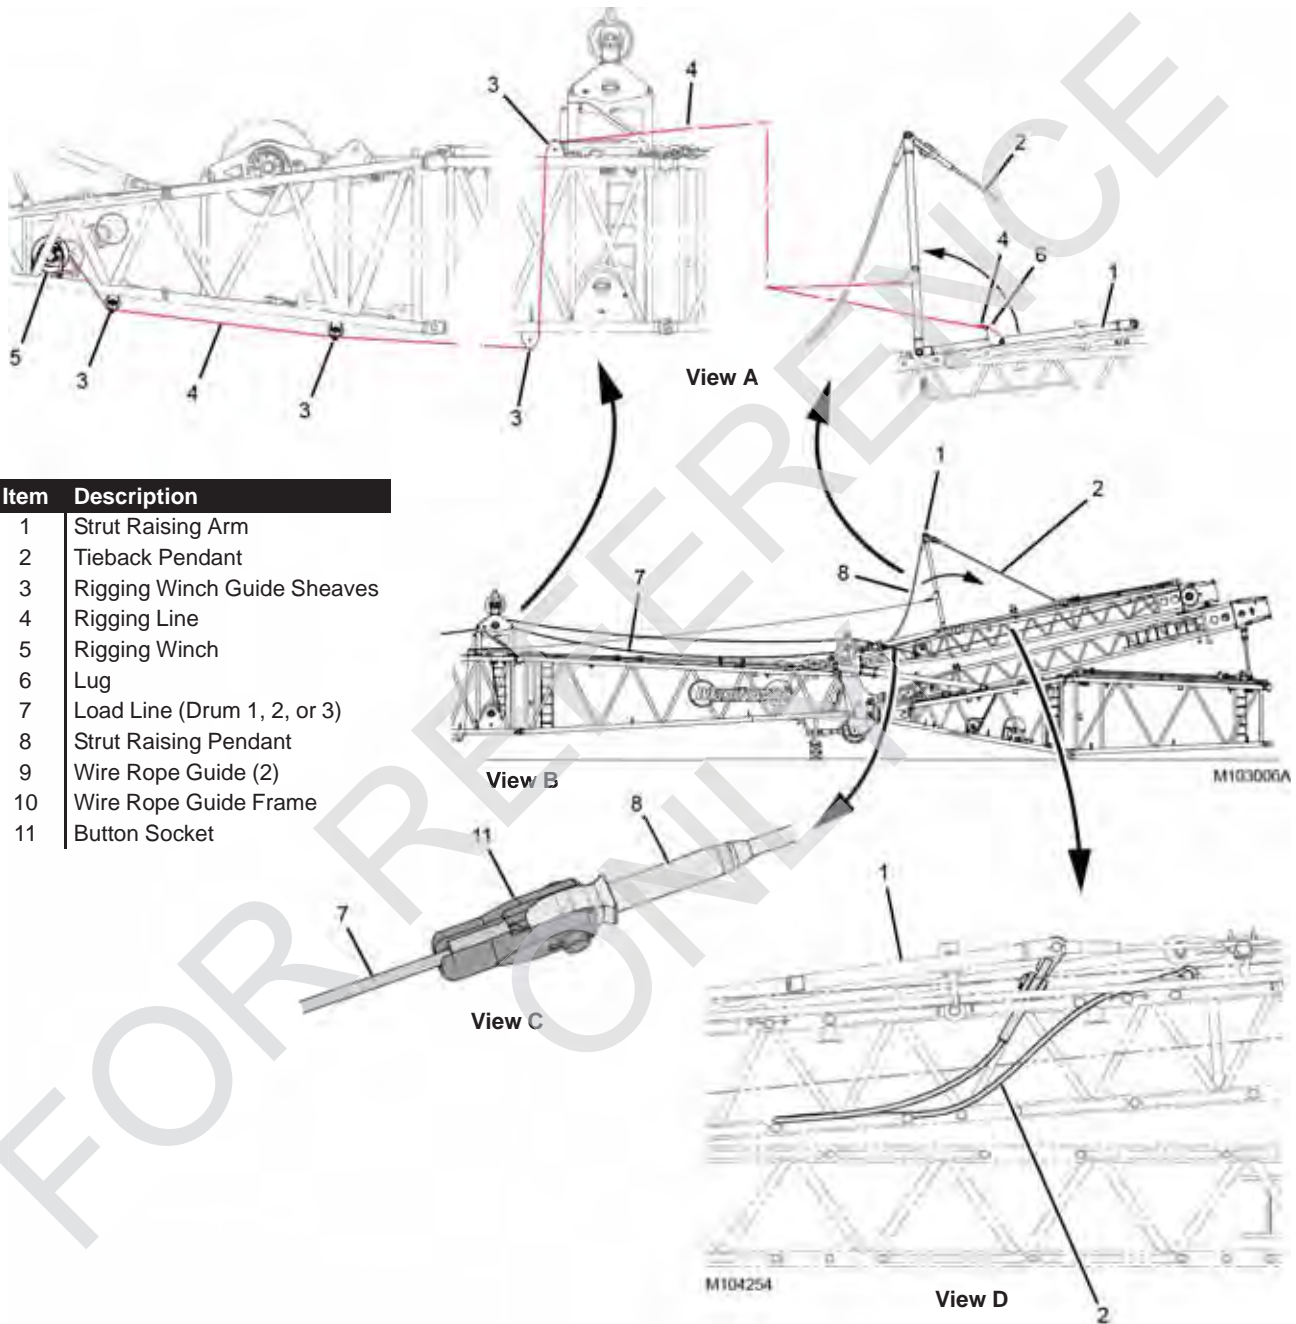 3
4
2
4
6
1
5
3
4
3
3
View A
Item Description
1 Strut Raising Arm
2 Tieback Pendant
3 Rigging Winch Guide Sheaves
4 Rigging Line
5 Rigging Winch
6 Lug
7 Load Line (Drum 1, 2, or 3)
8 Strut Raising Pendant
9 Wire Rope Guide (2)
10 Wire Rope Guide Frame
11 Button Socket
1
2
8
7
View B
M103006A
8
11
7
View C
1
M104254
View D
2
FOR REFERENCE
ONLY